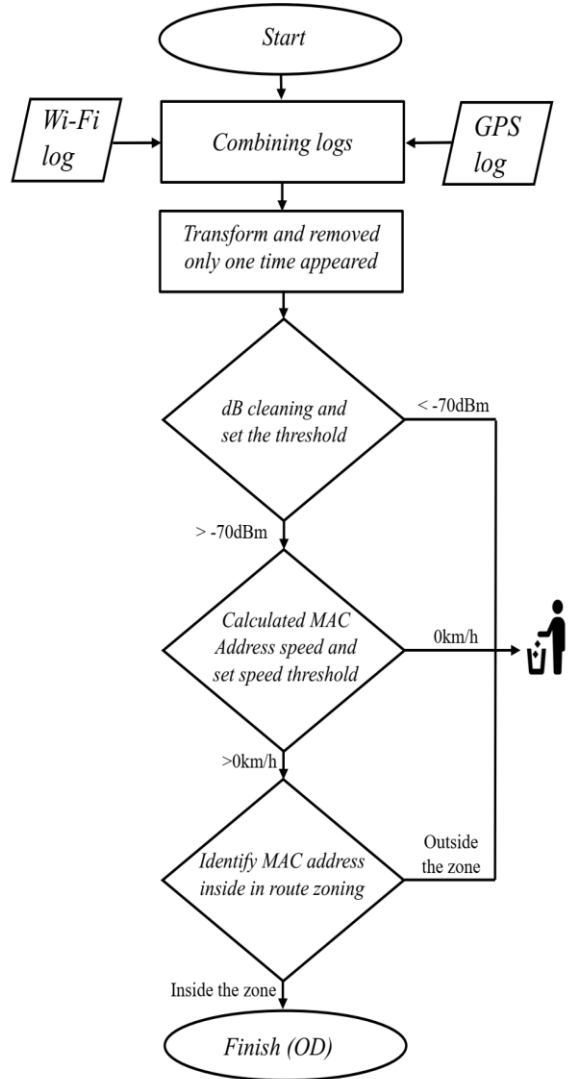 Start
Wi-Fi
log
Combining logs
GPS
log
Transform and removed
only one time appeared
dB cleaning and
set the threshold
< -70dBm
> -70dBm
Calculated MAC
Address speed and
set speed threshold
0km/h
>0km/h
Identify MAC address
inside in route zoning
Outside
the zone
Inside the zone
Finish (OD)